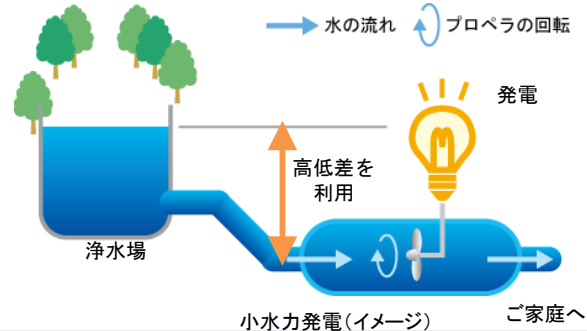 水の流れ
プロペラの回転
発電
高低差を
利用
浄水場
小水力発電(イメージ)
ご家庭へ